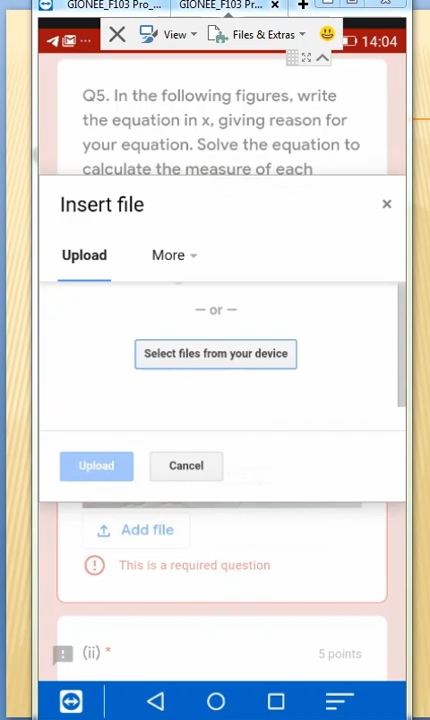 GIONEE_F103 Pro_...
GIONEE_F103 Pr...
View
Files & Extras
14:04
Q5. In the following figures, write
the equation in x, giving reason for
your equation. Solve the equation to
calculate the measure of each
Insert file
Upload
More
— or —
Select files from your device
Upload
Cancel
Add file
This is a required question
(ii) *
5 points